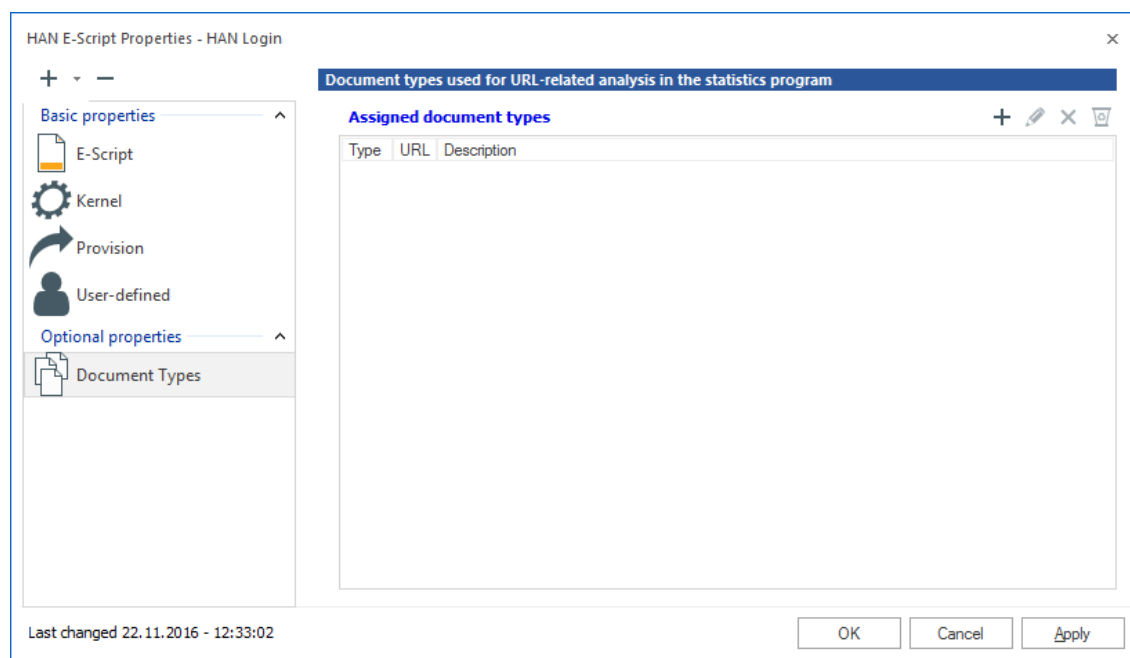 HAN E-Script Properties - HAN Login
Document types used for URL-related analysis in the statistics program
Basic properties
E-Script
Kernel
Provision
User-defined
Optional properties
Document Types
Assigned document types
Type URL Description
Last changed 22.11.2016 - 12:33:02
OK Cancel Apply